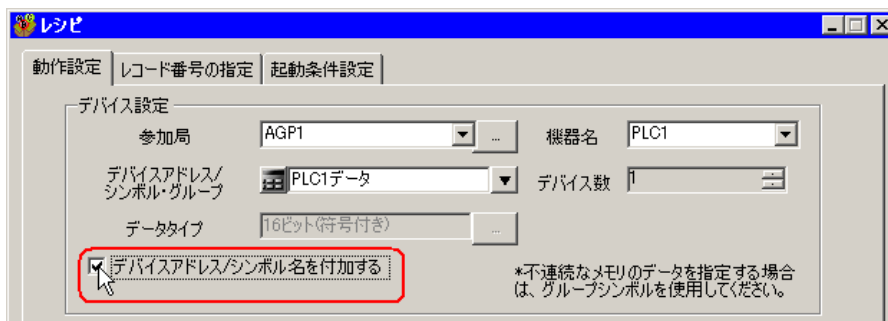 レシピ
動作設定 レコード番号の指定 起動条件設定
デバイス設定
参加局 AGP1 ... 機器名 PLC1
デバイスアドレス/
シンボル・グループ PLC1データ デバイス数 1
データタイプ 16ビット(符号付き) ...
デバイスアドレス/シンボル名を付加する
*不連続なメモリのデータを指定する場合
は、グループシンボルを使用してください。